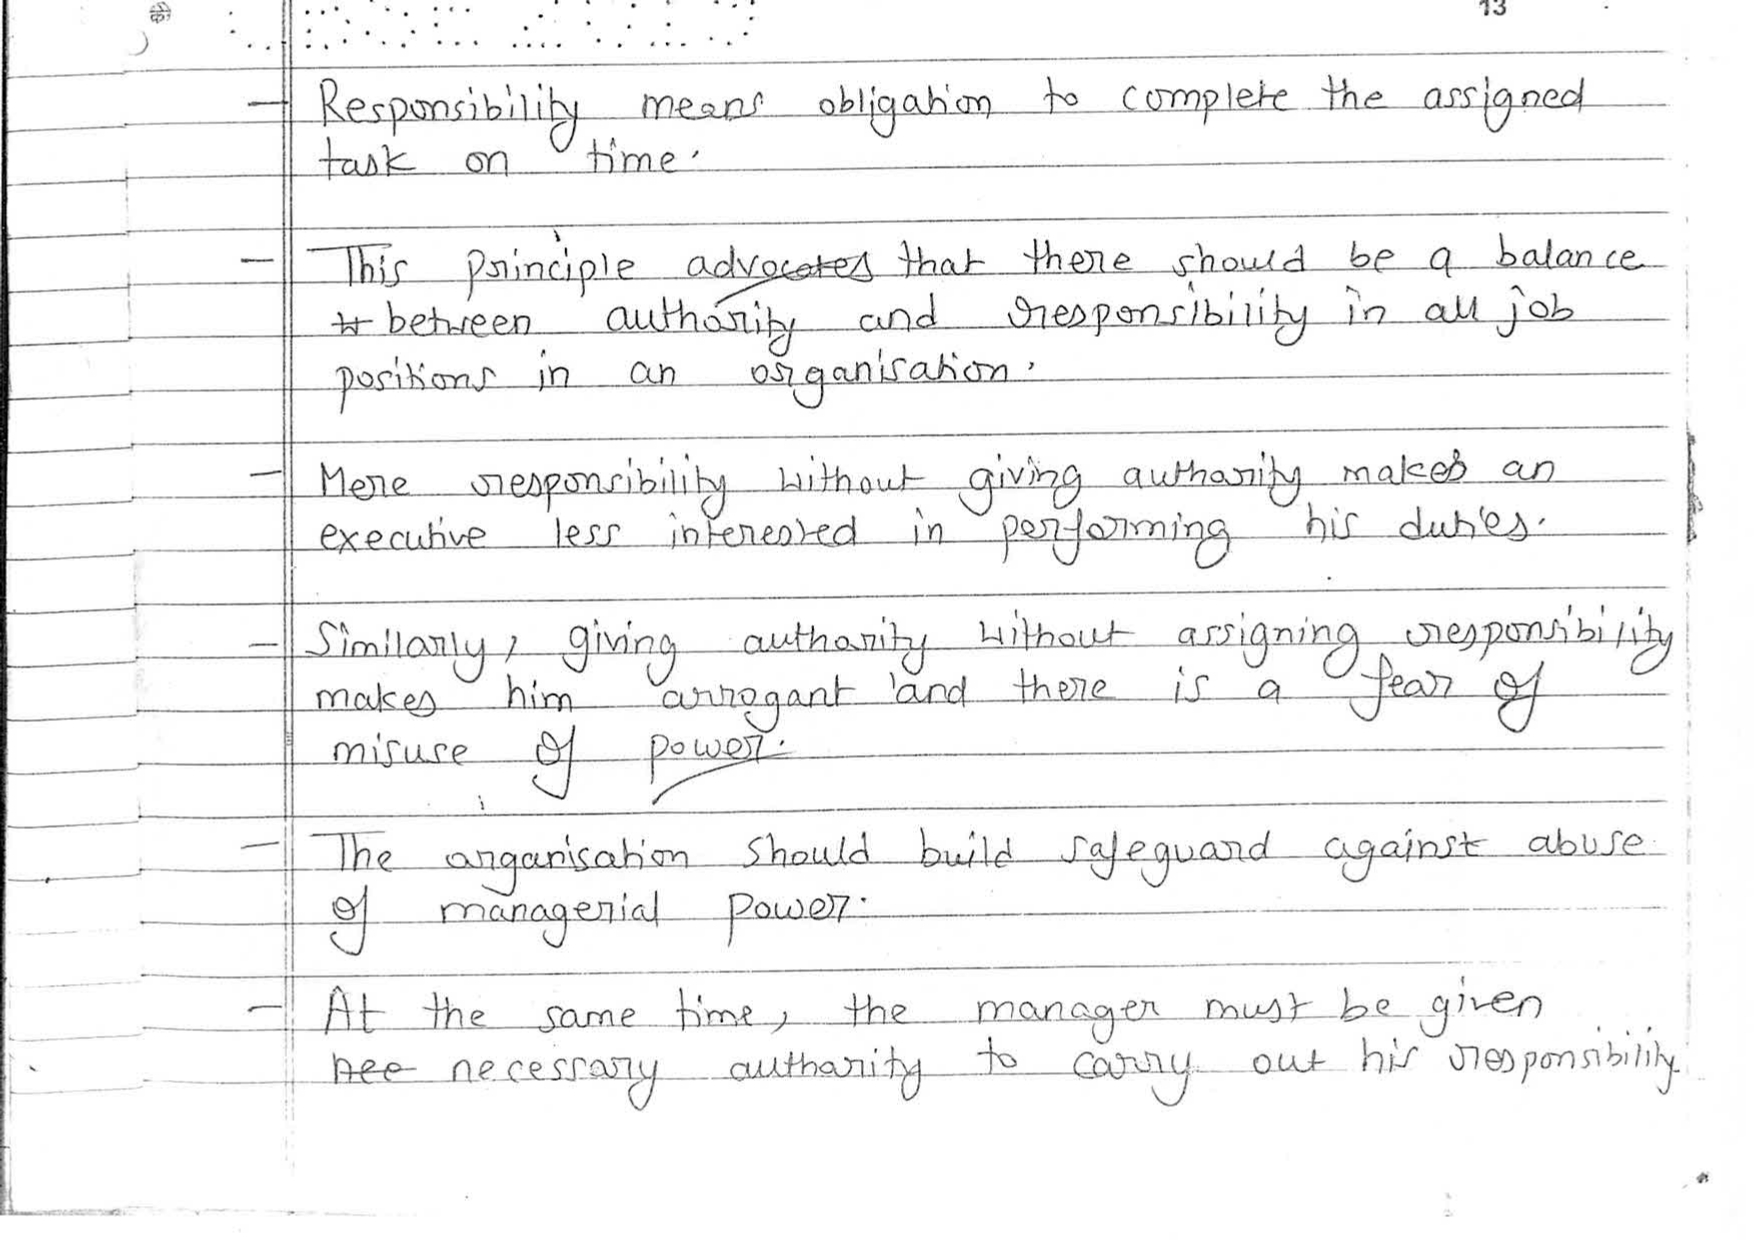 13
– Responsibility means obligation to complete the assigned
task on time.
– This principle advocates that there should be a balance
between authority and responsibility in all job
positions in an organisation.
– Mere responsibility without giving authority makes an
executive less interested in performing his duties.
– Similarly, giving authority without assigning responsibility
makes him arrogant and there is a fear of
misuse of power.
– The organisation should build safeguard against abuse
of managerial power.
– At the same time, the manager must be given
nee necessary authority to carry out his responsibility.